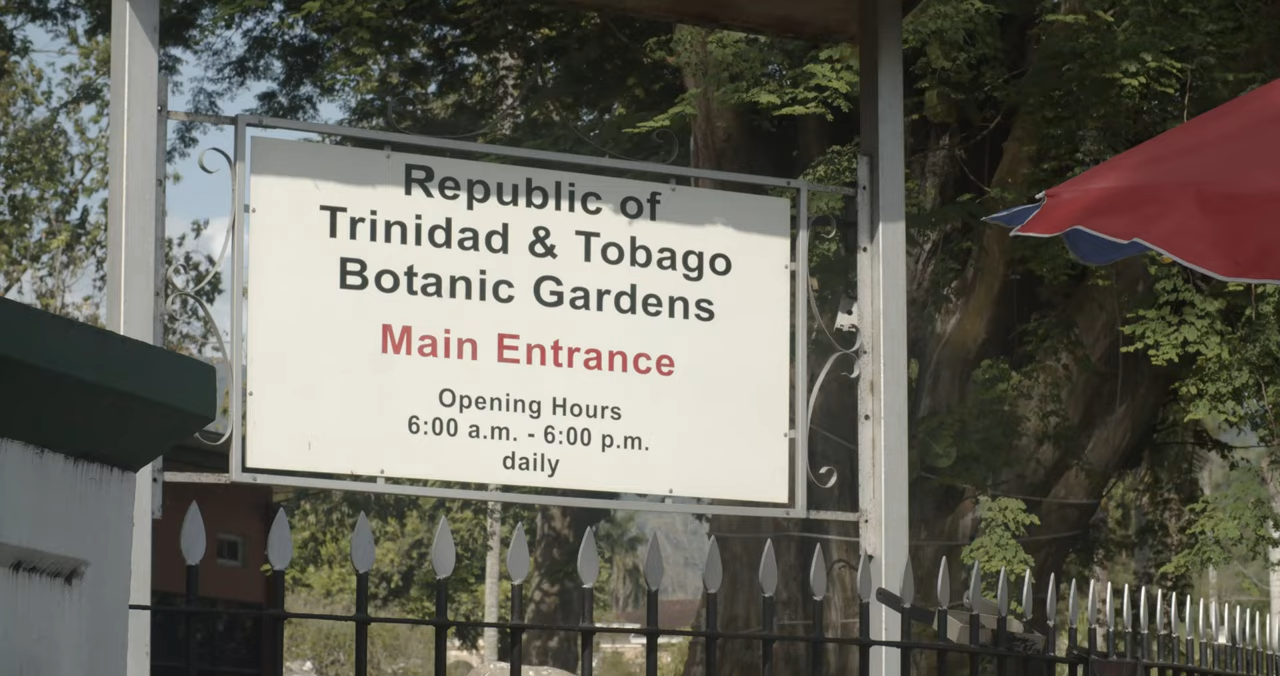 Republic of
Trinidad & Tobago
Botanic Gardens
Main Entrance
Opening Hours
6:00 a.m. - 6:00 p.m.
daily